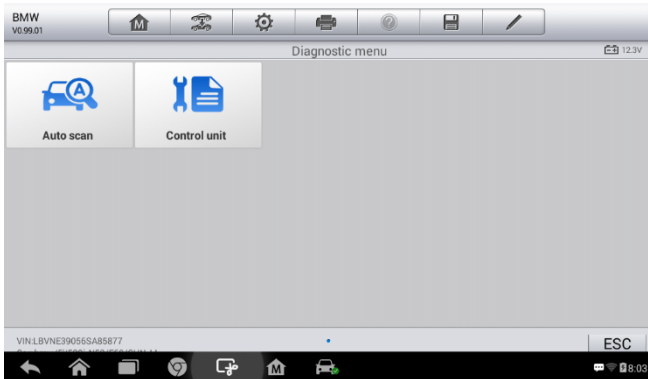 BMW
V0.99.01
M
?
Diagnostic menu
12.3V
A
Auto scan
Control unit
VIN:LBVNE39056SA85877
ESC
M
8:03